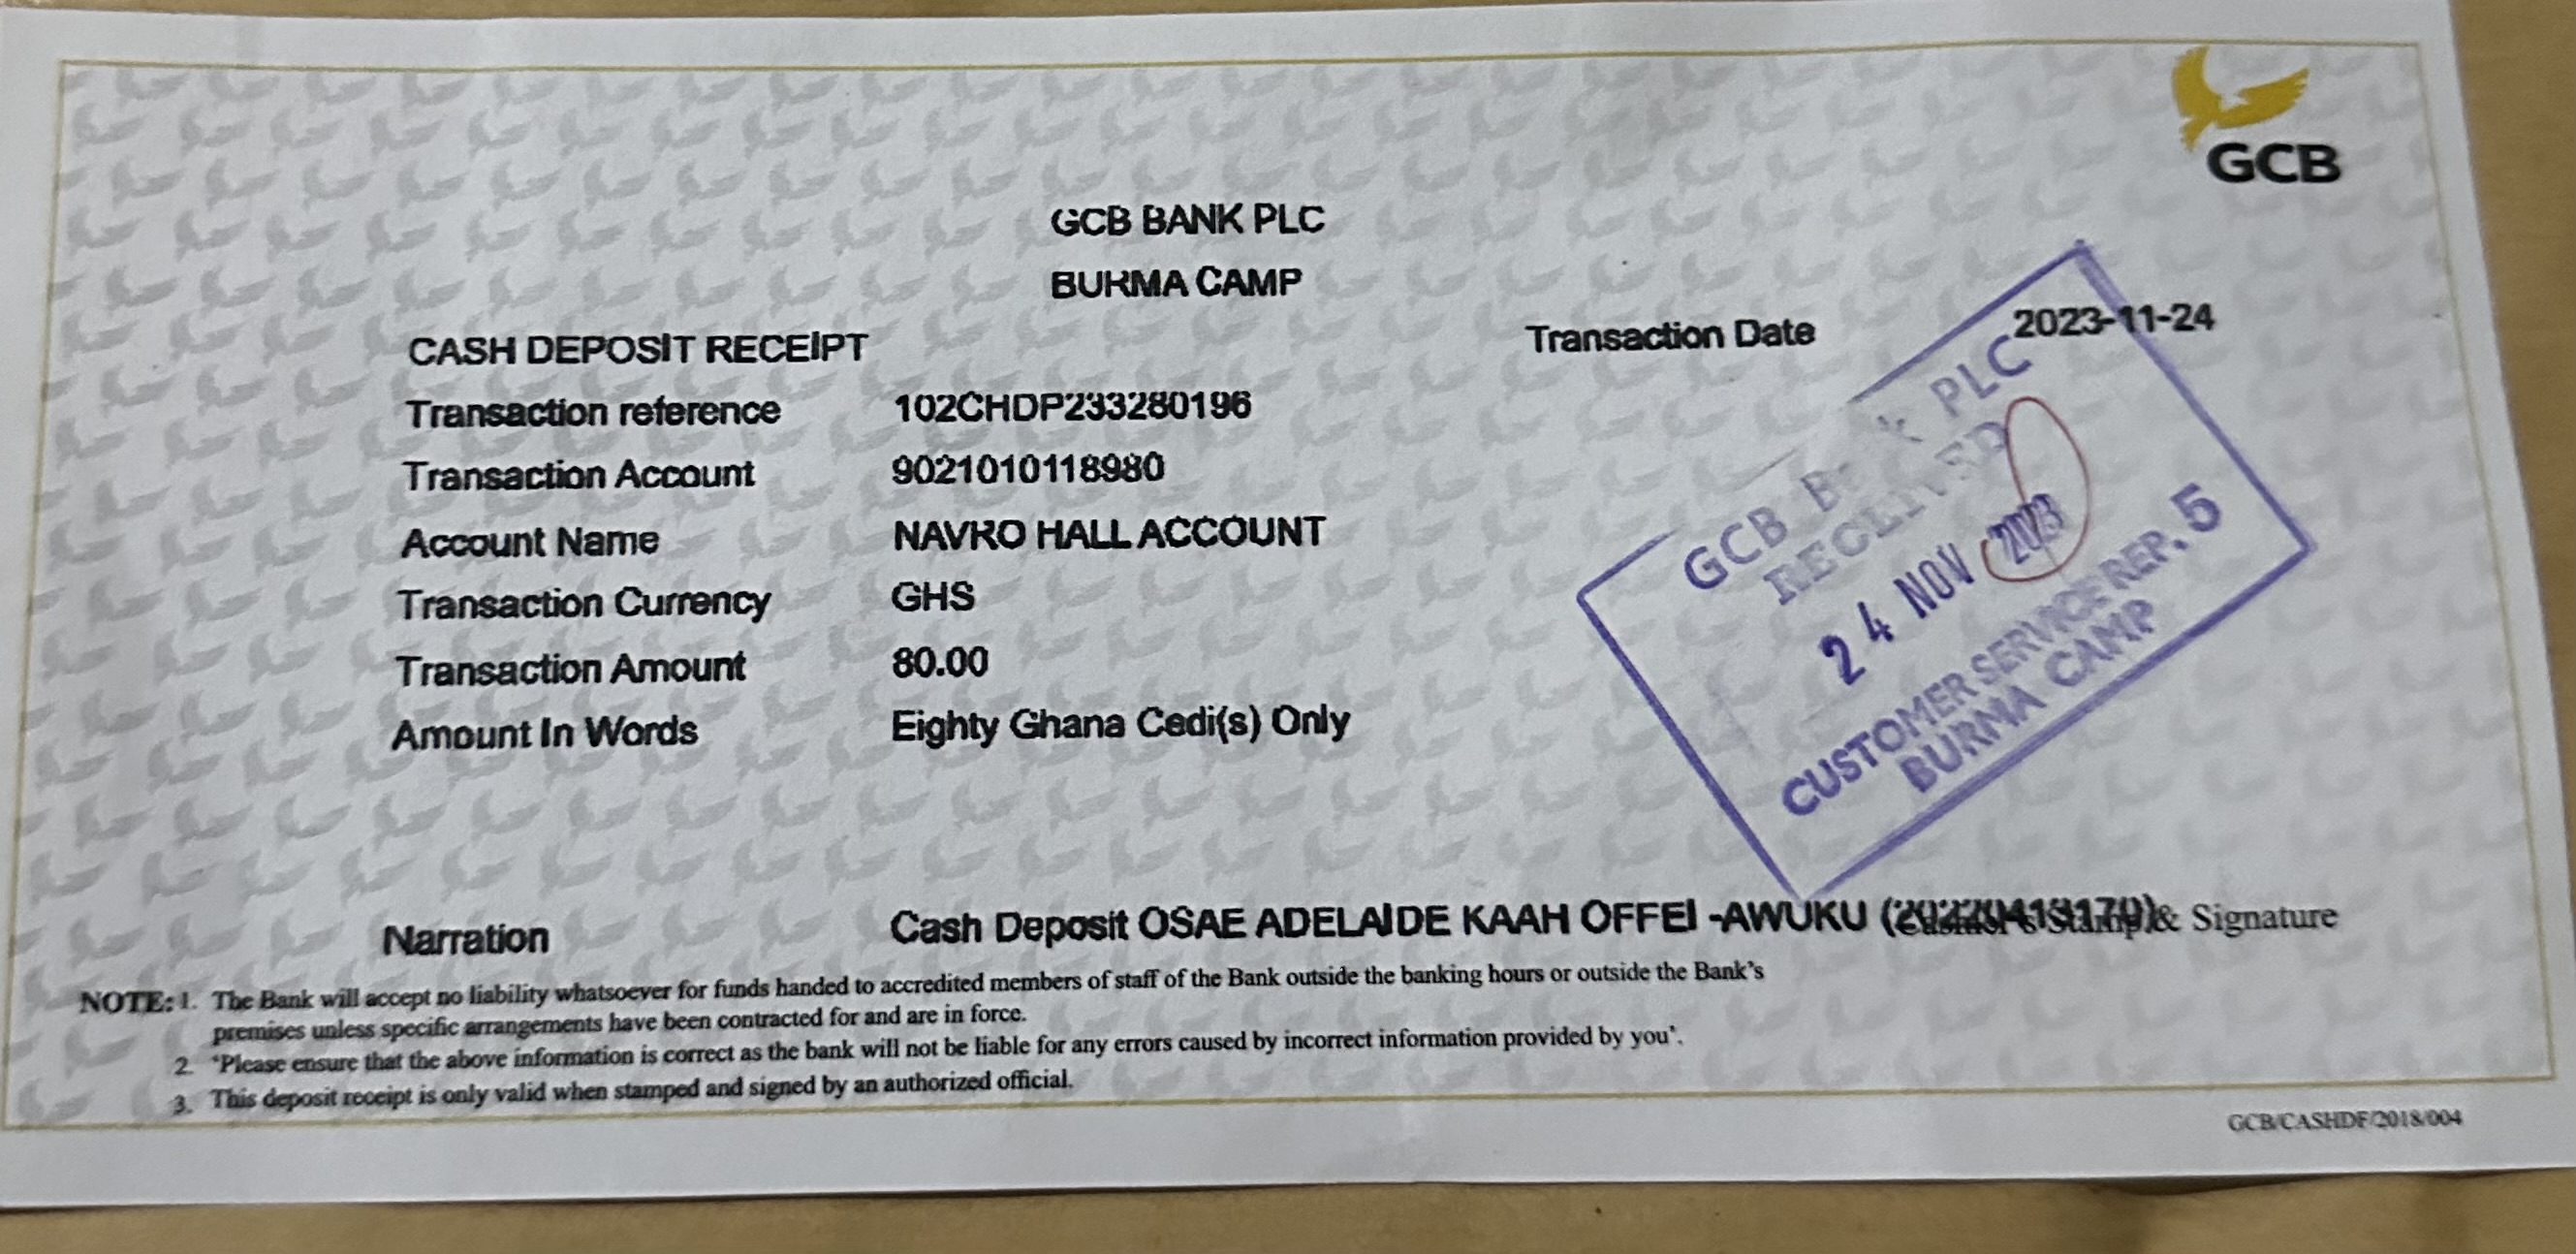 GCB
GCB BANK PLC
BURMA CAMP
CASH DEPOSIT RECEIPT
Transaction Date 2023-11-24
Transaction reference 102CHDP233280196
Transaction Account 9021010118980
Account Name NAVRO HALL ACCOUNT
Transaction Currency GHS
Transaction Amount 80.00
Amount In Words Eighty Ghana Cedi(s) Only
GCB PLC
RECEIVED
24 NOV 2023
CUSTOMER SERVICE REP. 5
BURMA CAMP
Narration Cash Deposit OSAE ADELAIDE KAAH OFFEI -AWUKU & Signature
NOTE: 1. The Bank will accept no liability whatsoever for funds handed to accredited members of staff of the Bank outside the banking hours or outside the Bank's
premises unless specific arrangements have been contracted for and are in force.
2. 'Please ensure that the above information is correct as the bank will not be liable for any errors caused by incorrect information provided by you'.
3. This deposit receipt is only valid when stamped and signed by an authorized official.
GCB/CASHDF/2018/004